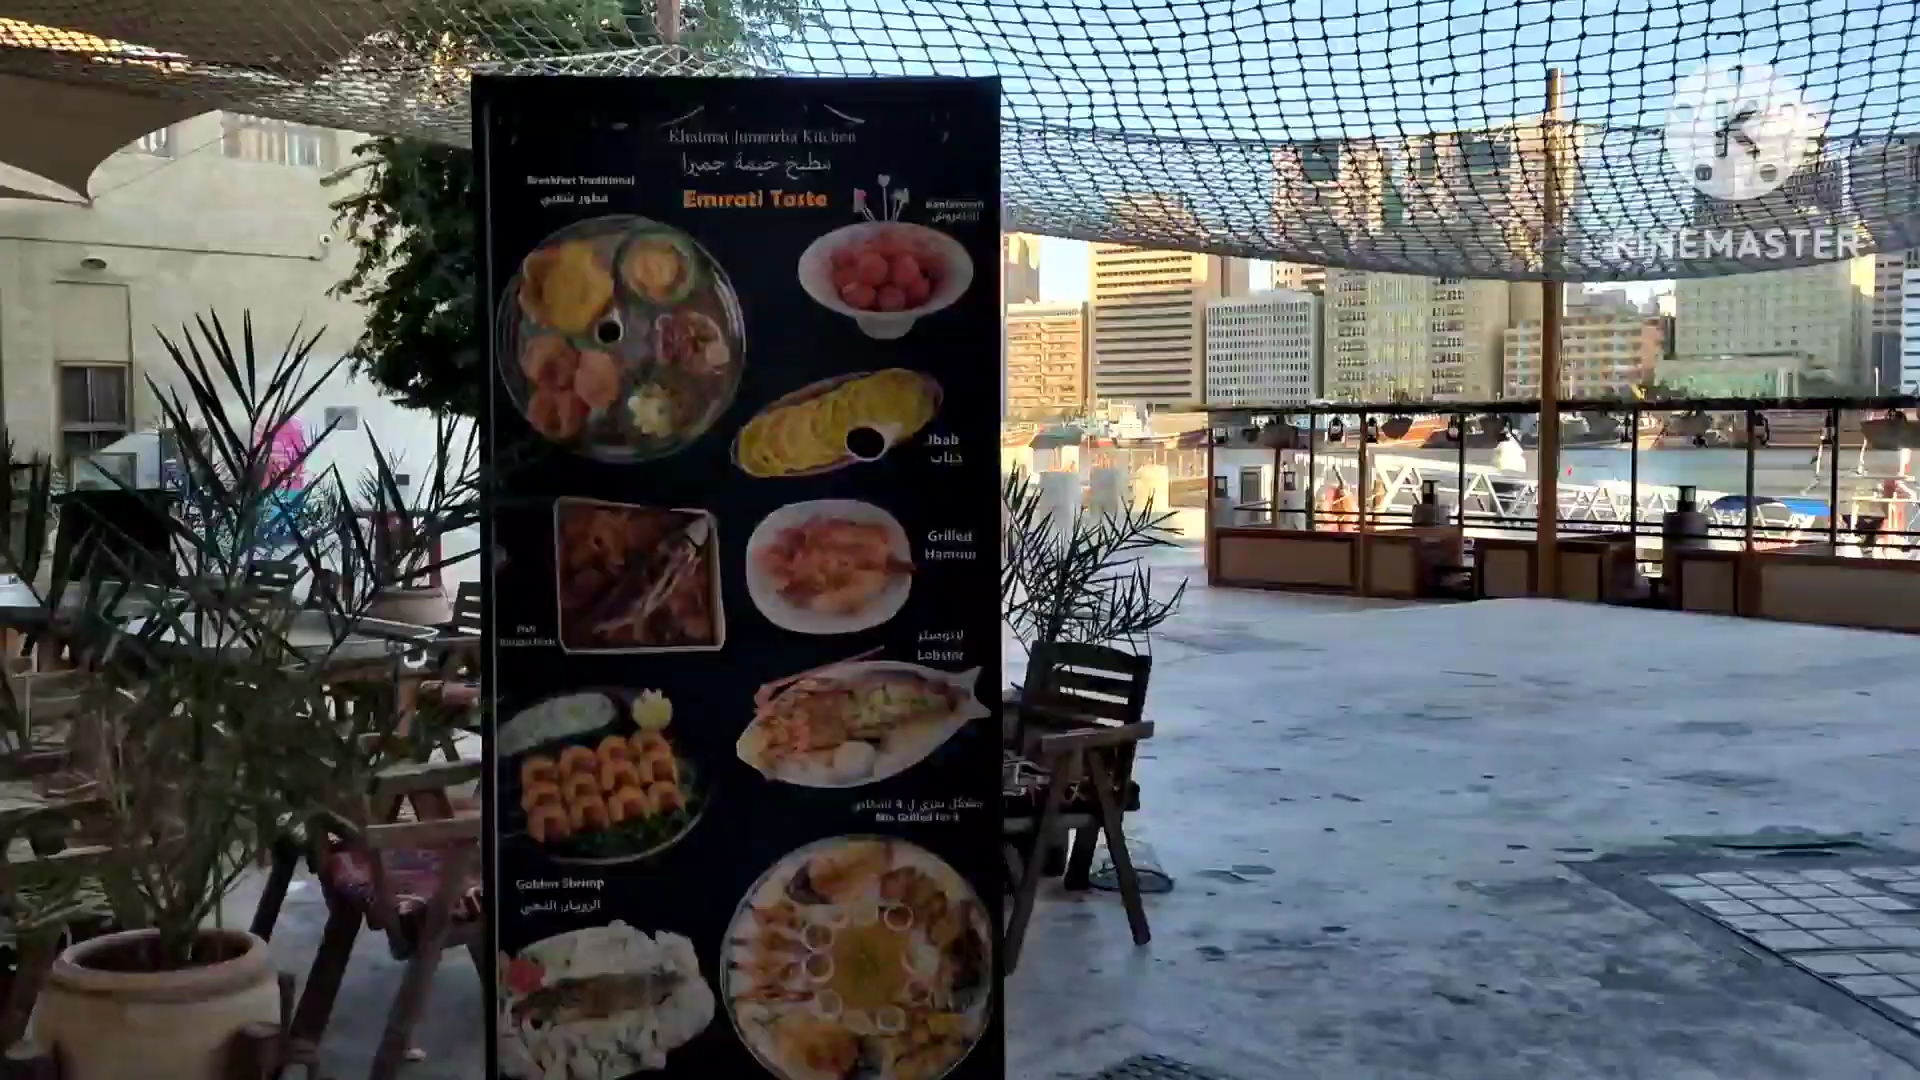 Khaimat Jumeirha Kitchen
مطبخ خيمة جميرا
Emirati Taste
Breakfast Traditional
فطور شعبي
Jbab
جباب
Grilled
Hamour
لابوستر
Lobster
Mix Grilled for 4
Golden Shrimp
الروبيان الذهبي
KINEMASTER